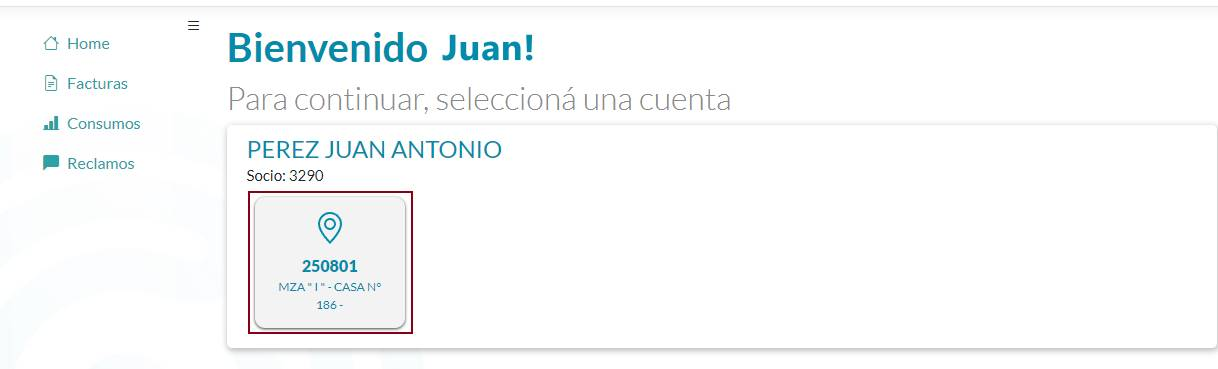 Home
Facturas
Consumos
Reclamos
Bienvenido Juan!
Para continuar, seleccioná una cuenta
PEREZ JUAN ANTONIO
Socio: 3290
250801
MZA " I " - CASA Nº
186 -